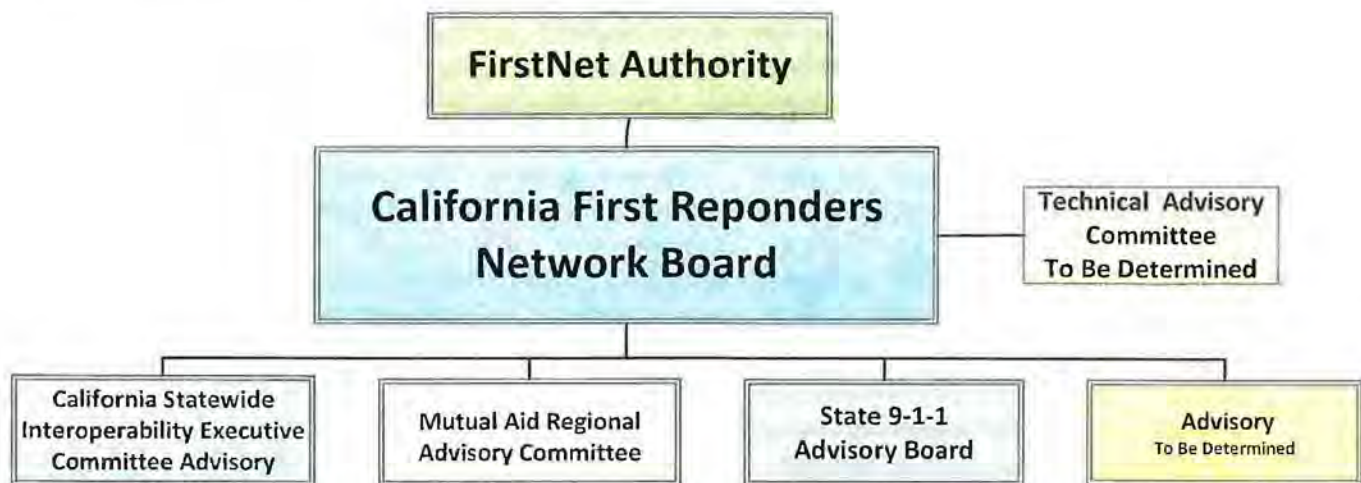 FirstNet Authority
California First Reponders
Network Board
Technical Advisory
Committee
To Be Determined
California Statewide
Interoperability Executive
Committee Advisory
Mutual Aid Regional
Advisory Committee
State 9-1-1
Advisory Board
Advisory
To Be Determined